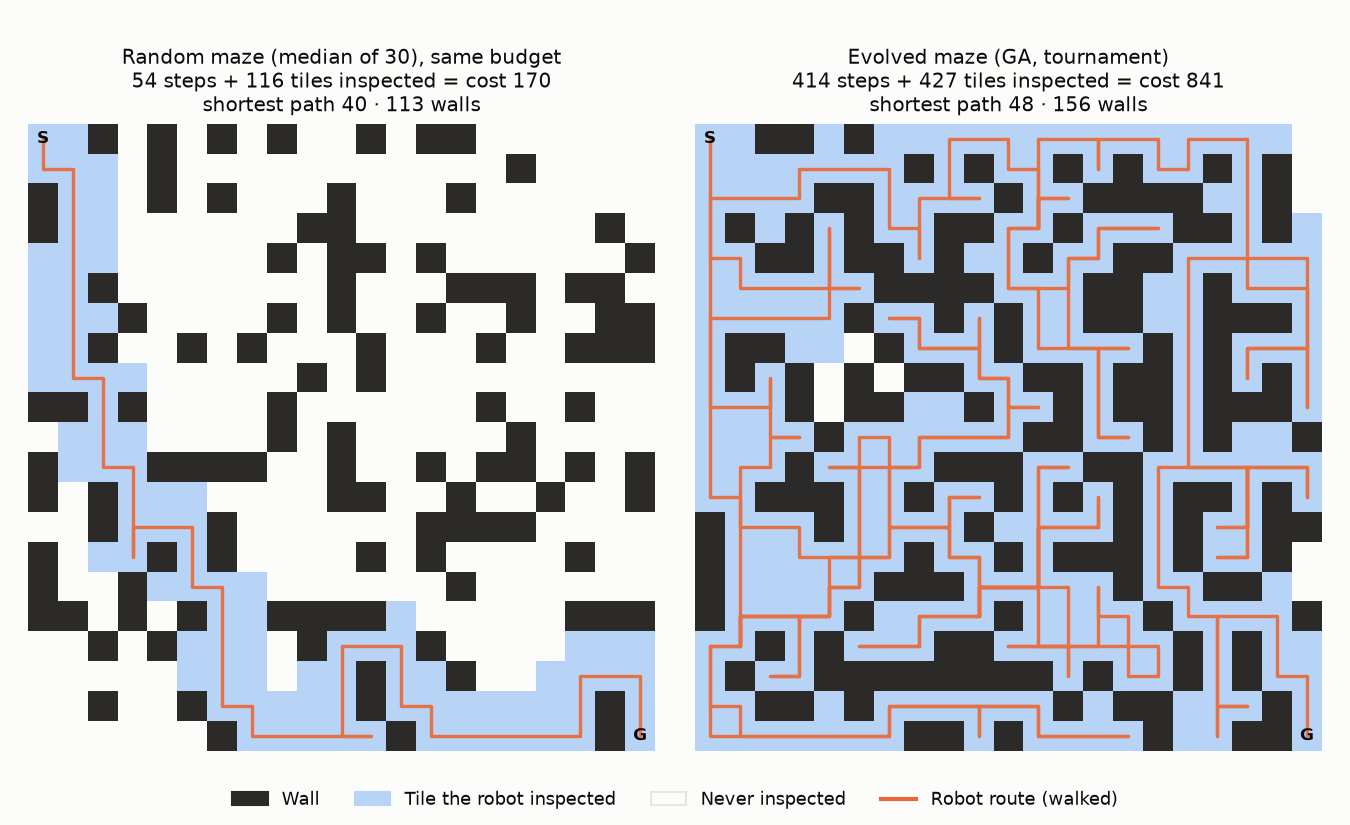 Random maze (median of 30), same budget
54 steps + 116 tiles inspected = cost 170
shortest path 40 · 113 walls
Evolved maze (GA, tournament)
414 steps + 427 tiles inspected = cost 841
shortest path 48 · 156 walls
S
S
G
G
Wall
Tile the robot inspected
Never inspected
Robot route (walked)